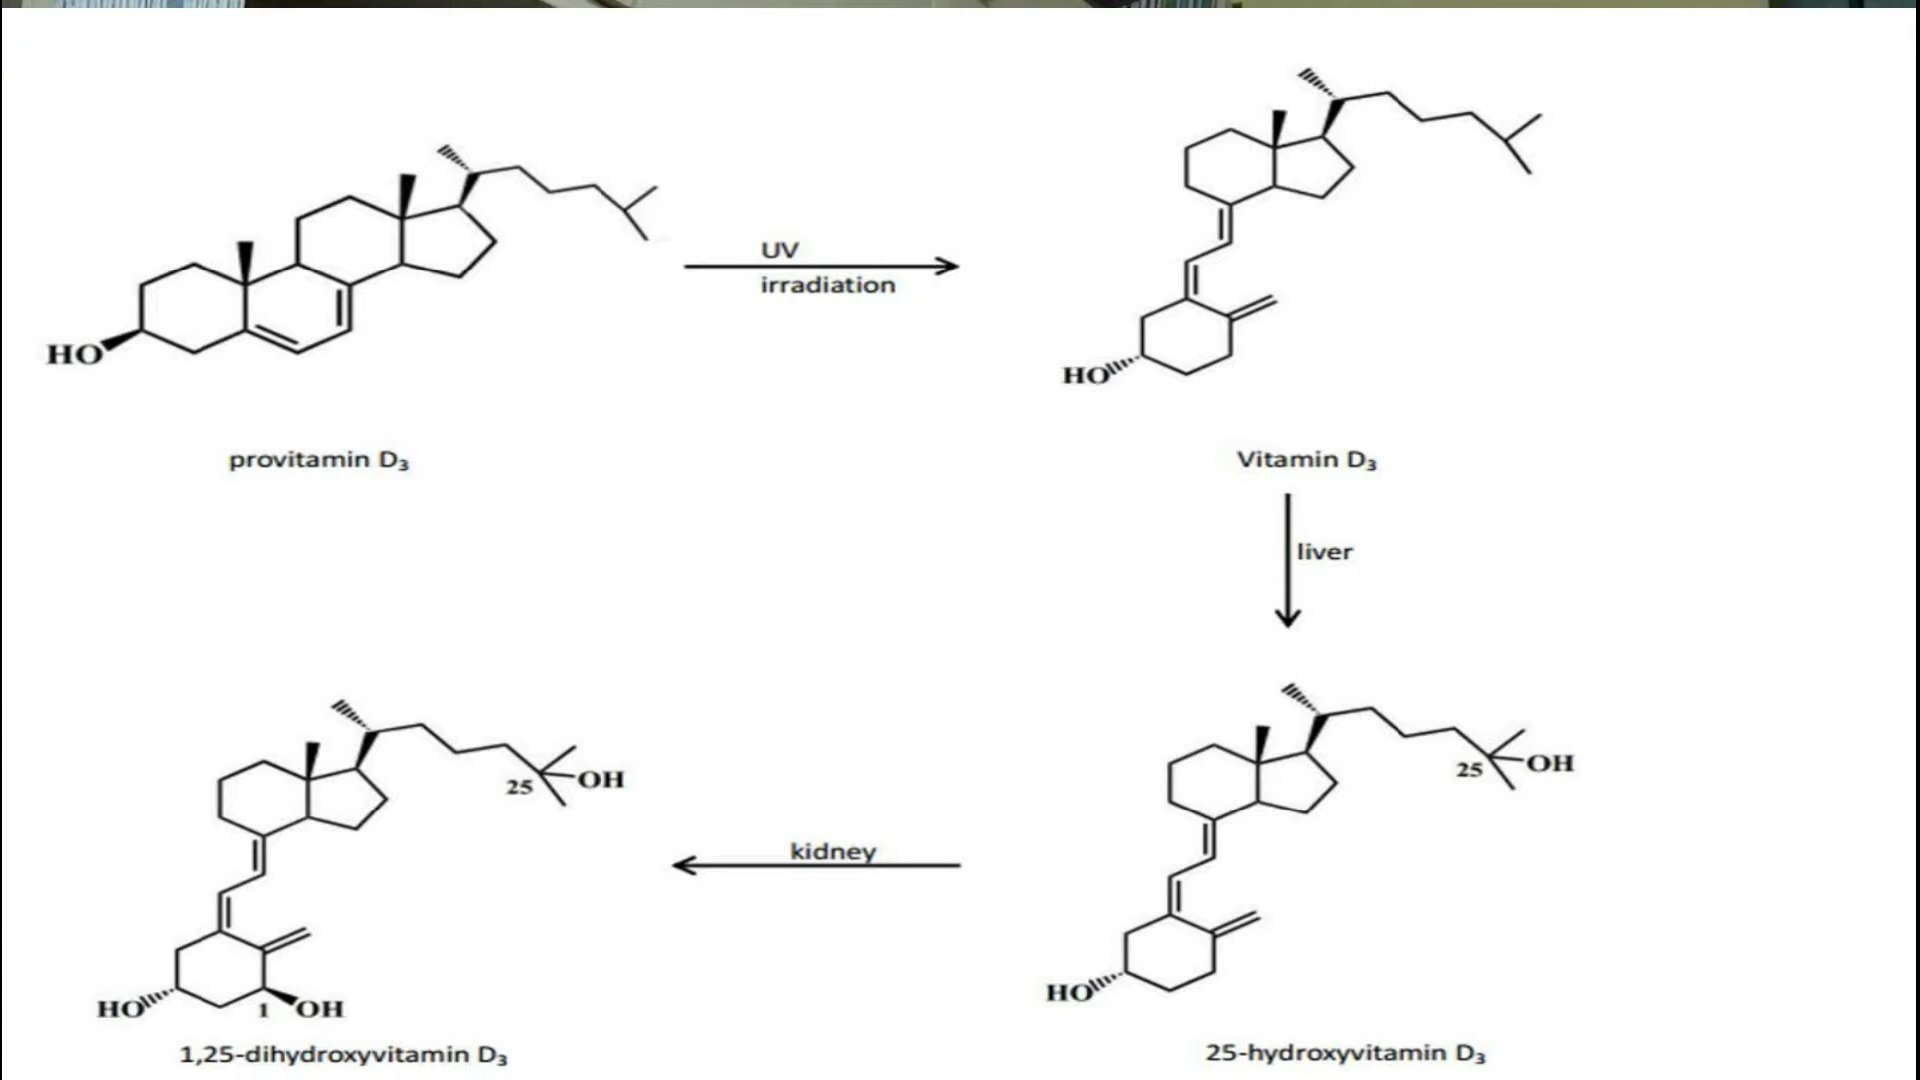 HO
provitamin D₃
UV
irradiation
HO
Vitamin D₃
liver
25
OH
HO
25-hydroxyvitamin D₃
kidney
25
OH
HO
1
OH
1,25-dihydroxyvitamin D₃